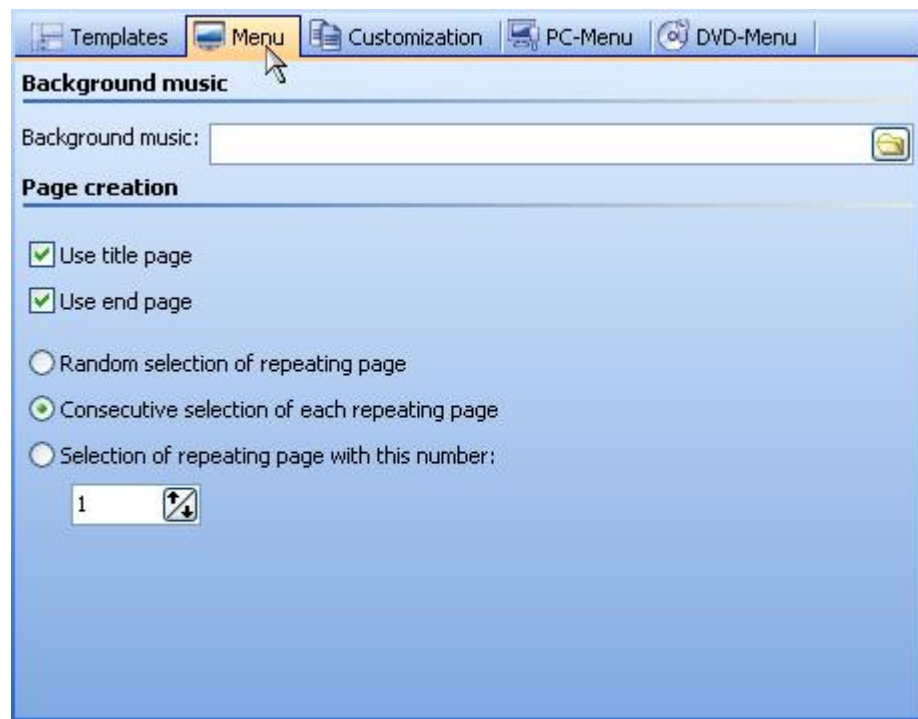 Templates Menu Customization PC-Menu DVD-Menu
Background music
Background music:
Page creation
Use title page
Use end page
Random selection of repeating page
Consecutive selection of each repeating page
Selection of repeating page with this number:
1